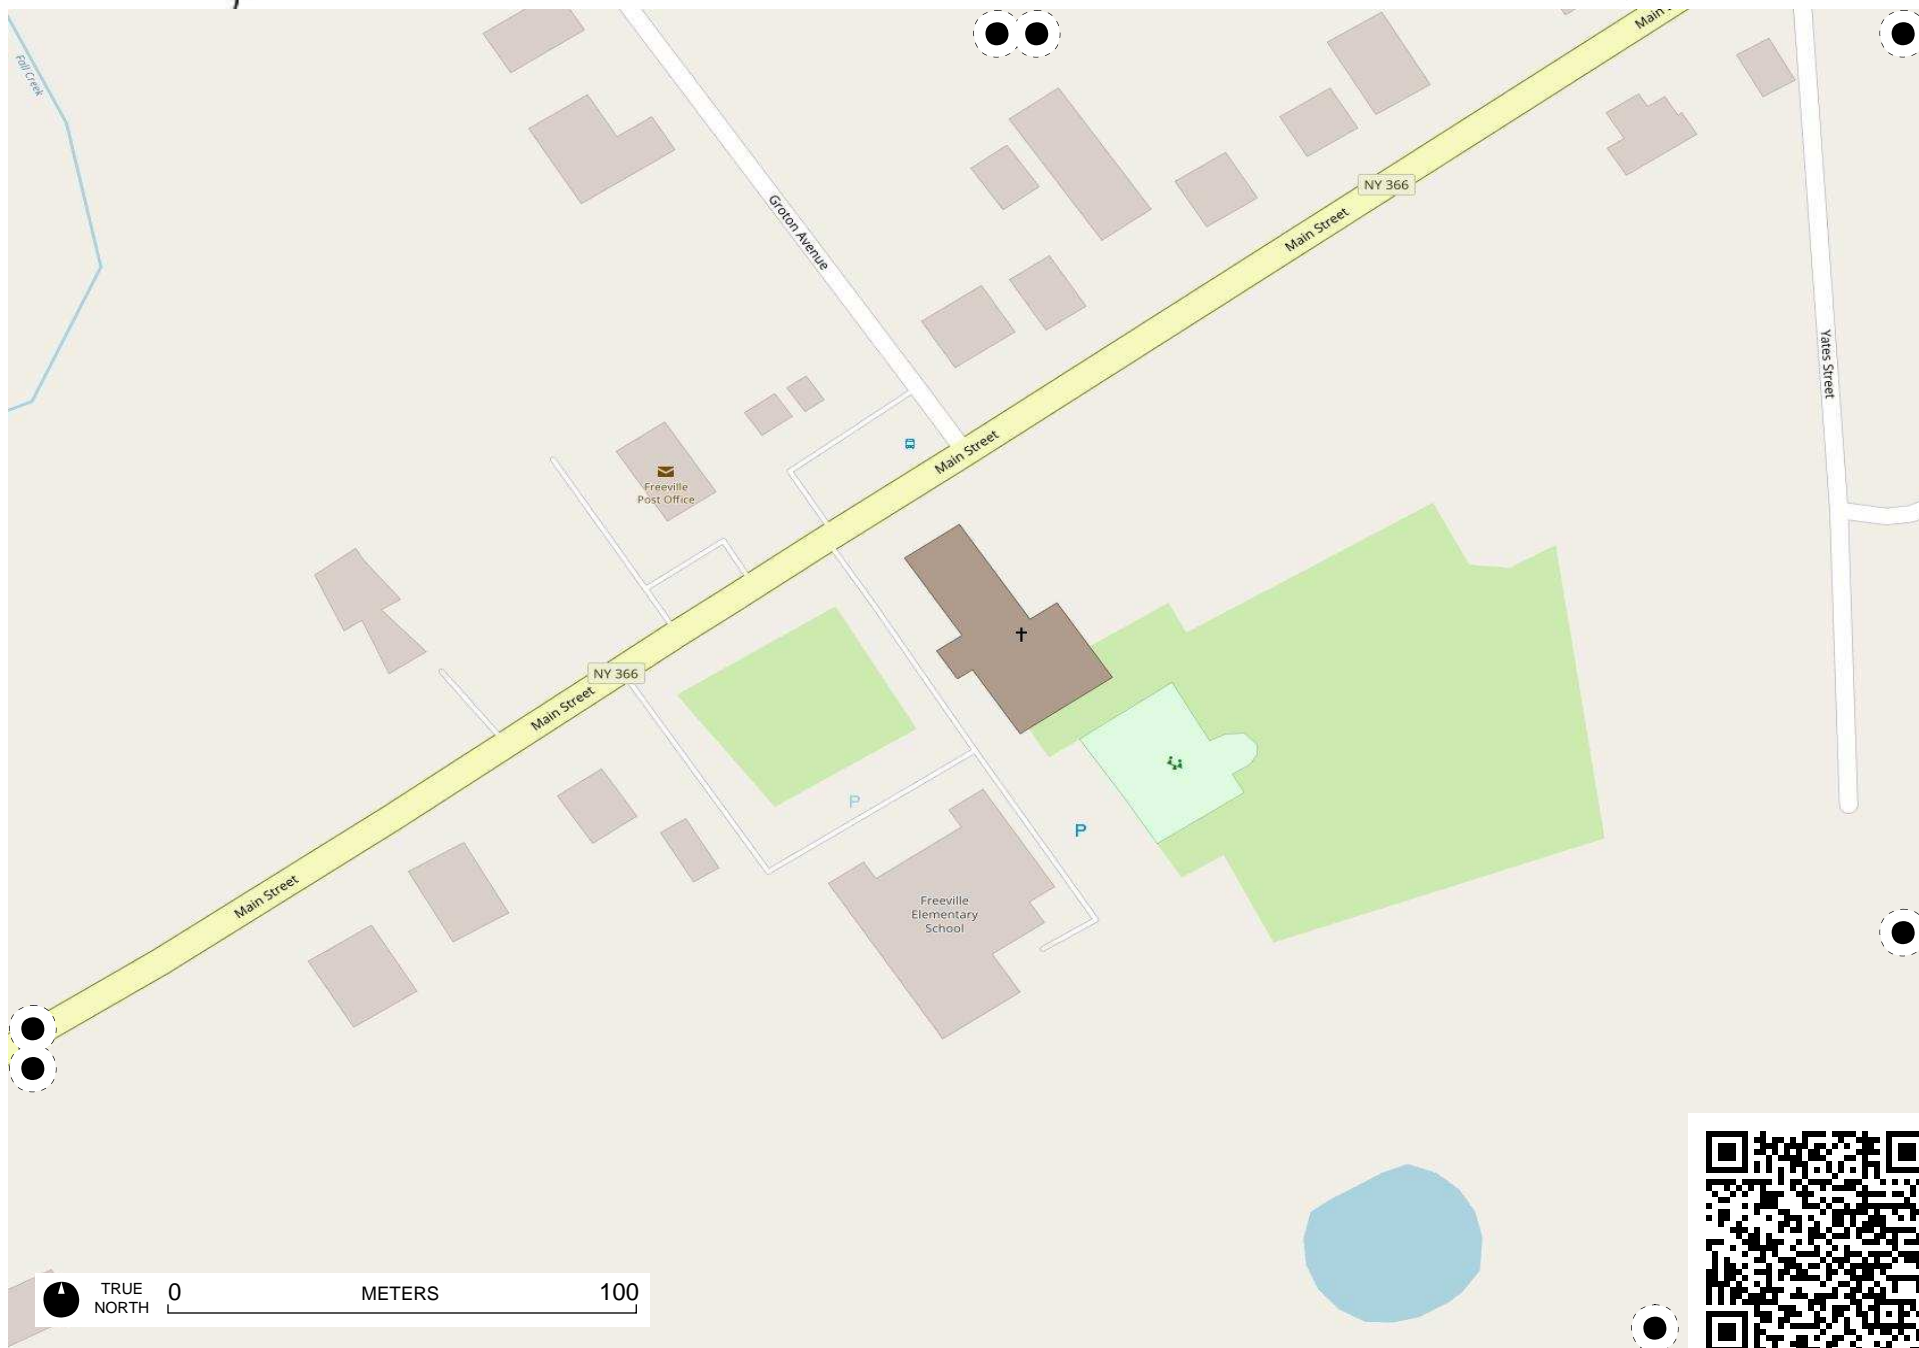 Main
Fall Creek
NY 366
Groton Avenue
Main Street
Yates Street
Main Street
Freeville
Post Office
NY 366
Main Street
P
P
Main Street
Freeville
Elementary
School
TRUE
NORTH
0
METERS
100